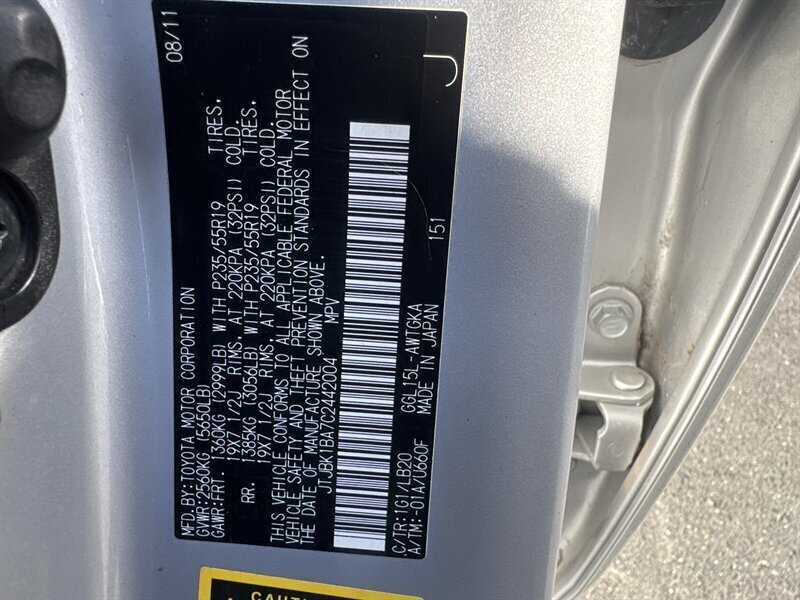 MFD.BY:TOYOTA MOTOR CORPORATION 08/11
GVWR:2560KG (5650LB)
GAWR:FRT. 1360KG (2999LB) WITH P235/55R19 TIRES.
19X7 1/2J RIMS. AT 220KPA (32PSI) COLD.
RR. 1385KG (3056LB) WITH P235/55R19 TIRES.
19X7 1/2J RIMS. AT 220KPA (32PSI) COLD.
THIS VEHICLE CONFORMS TO ALL APPLICABLE FEDERAL MOTOR
VEHICLE SAFETY AND THEFT PREVENTION STANDARDS IN EFFECT ON
THE DATE OF MANUFACTURE SHOWN ABOVE.
JTJBK1BA7C2442004 MPV
C/TR:1G1/LB20 GGL15L-AWTGKA 151
A/TM:-01A/U660F MADE IN JAPAN
J
CAUTI